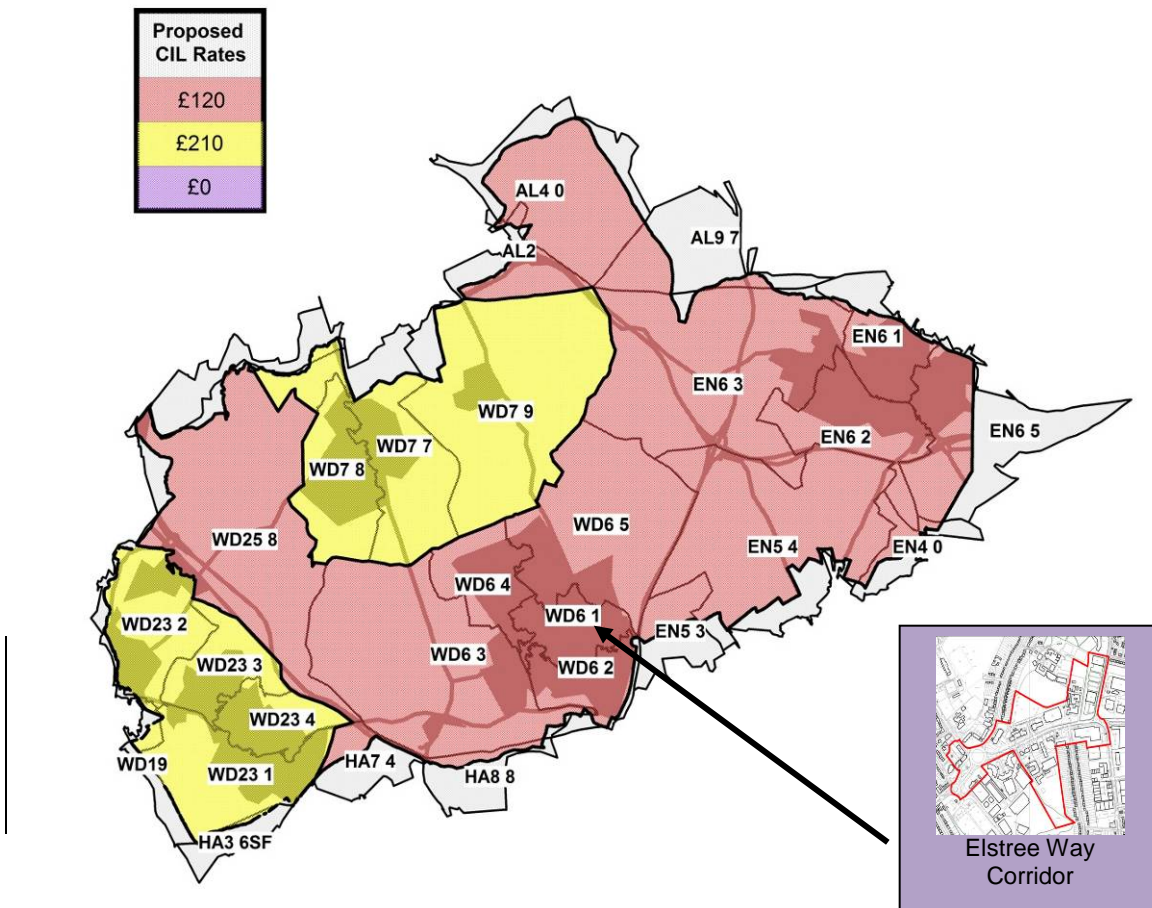 Proposed
CIL Rates
£120
£210
£0
AL4 0
AL9 7
AL2
EN6 1
EN6 3
WD7 9
EN6 2
EN6 5
WD7 7
WD7 8
WD6 5
WD25 8
EN5 4
EN4 0
WD6 4
WD6 1
WD23 2
EN5 3
WD6 3
WD23 3
WD6 2
WD23 4
WD19
HA7 4
WD23 1
HA8 8
HA3 6SF
Elstree Way
Corridor